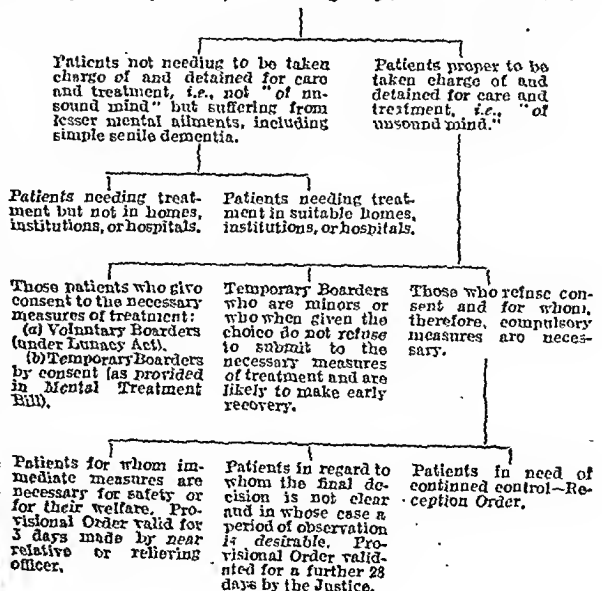 Patients not needing to be taken
charge of and detained for care
and treatment, i.e., not "of un-
sound mind" but suffering from
lesser mental ailments, including
simple senile dementia.
Patients proper to be
taken charge of and
detained for care and
treatment, i.e., "of
unsound mind."
Patients needing treat-
ment but not in homes,
institutions, or hospitals.
Patients needing treat-
ment in suitable homes,
institutions, or hospitals.
Those patients who give
consent to the necessary
measures of treatment:
(a) Voluntary Boarders
(under Lunacy Act).
(b) Temporary Boarders
by consent (as provided
in Mental Treatment
Bill).
Temporary Boarders
who are minors or
who when given the
choice do not refuse
to submit to the
necessary measures
of treatment and are
likely to make early
recovery.
Those who refuse con-
sent and for whom,
therefore, compulsory
measures are neces-
sary.
Patients for whom im-
mediate measures are
necessary for safety or
for their welfare. Pro-
visional Order valid for
3 days made by near
relative or relieving
officer.
Patients in regard to
whom the final de-
cision is not clear
and in whose case a
period of observation
is desirable. Pro-
visional Order valid-
ated for a further 28
days by the Justice.
Patients in need of
continued control—Re-
ception Order.